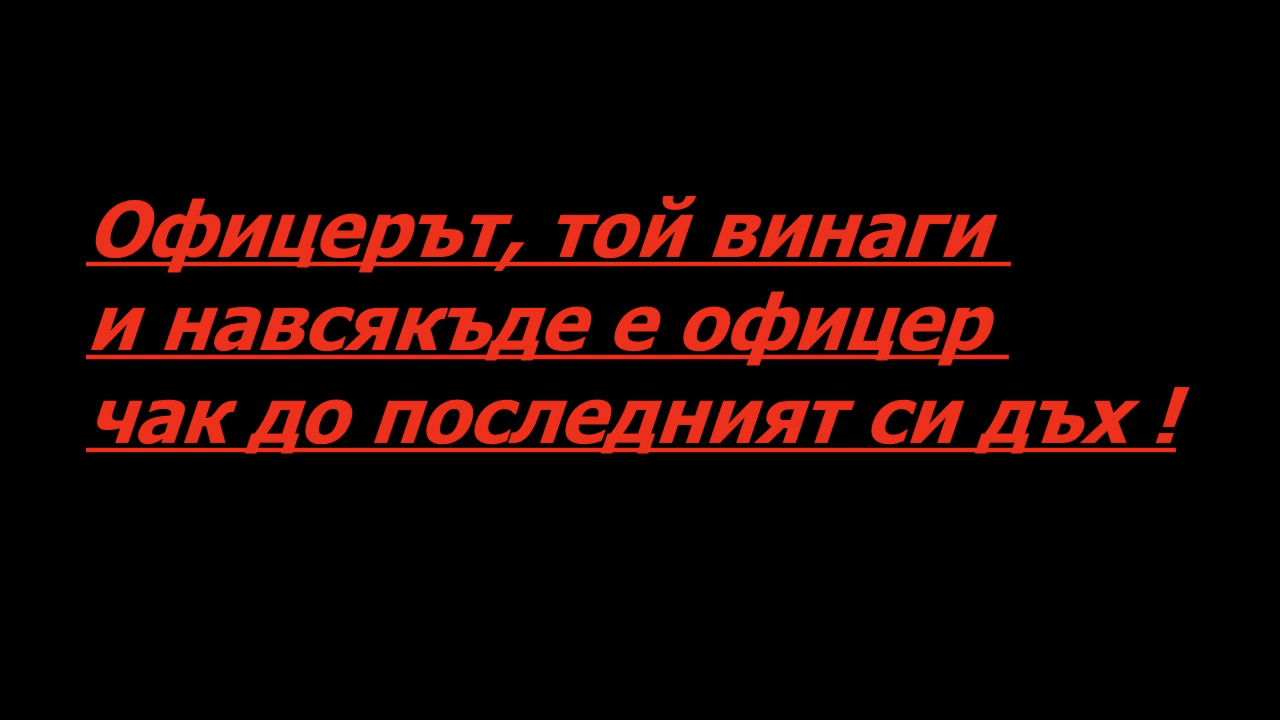 Офицерът, той винаги
и навсякъде е офицер
чак до последният си дъх !